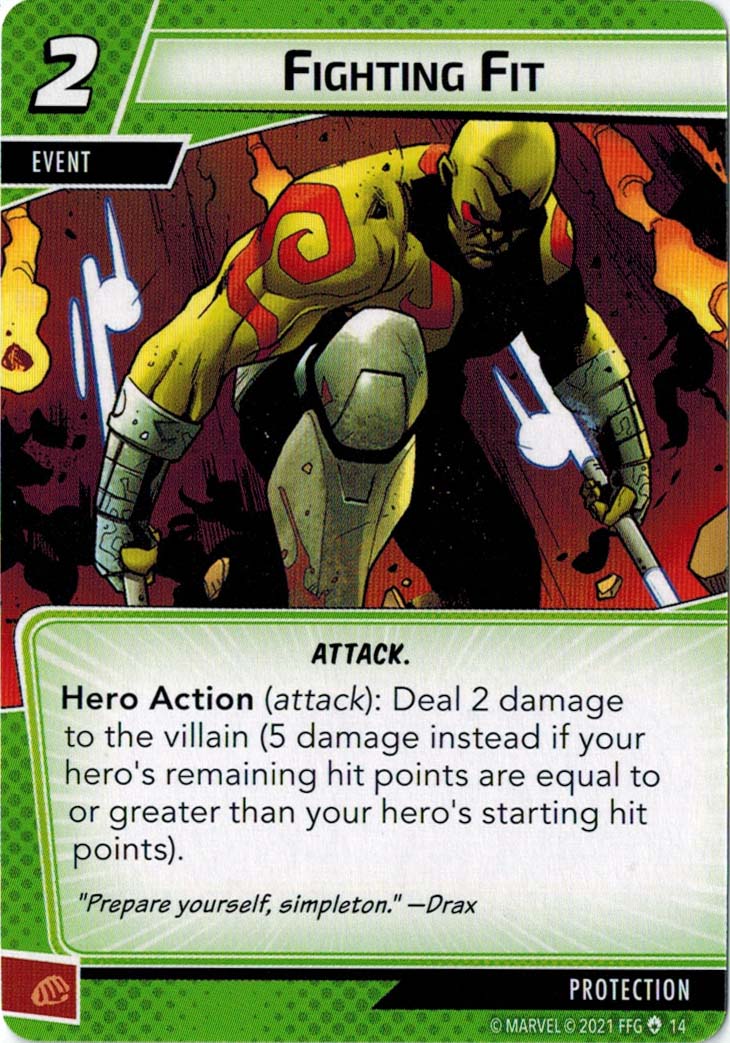 2
FIGHTING FIT
EVENT
ATTACK.
Hero Action (attack): Deal 2 damage
to the villain (5 damage instead if your
hero's remaining hit points are equal to
or greater than your hero's starting hit
points).
"Prepare yourself, simpleton." —Drax
PROTECTION
© MARVEL © 2021 FFG 14